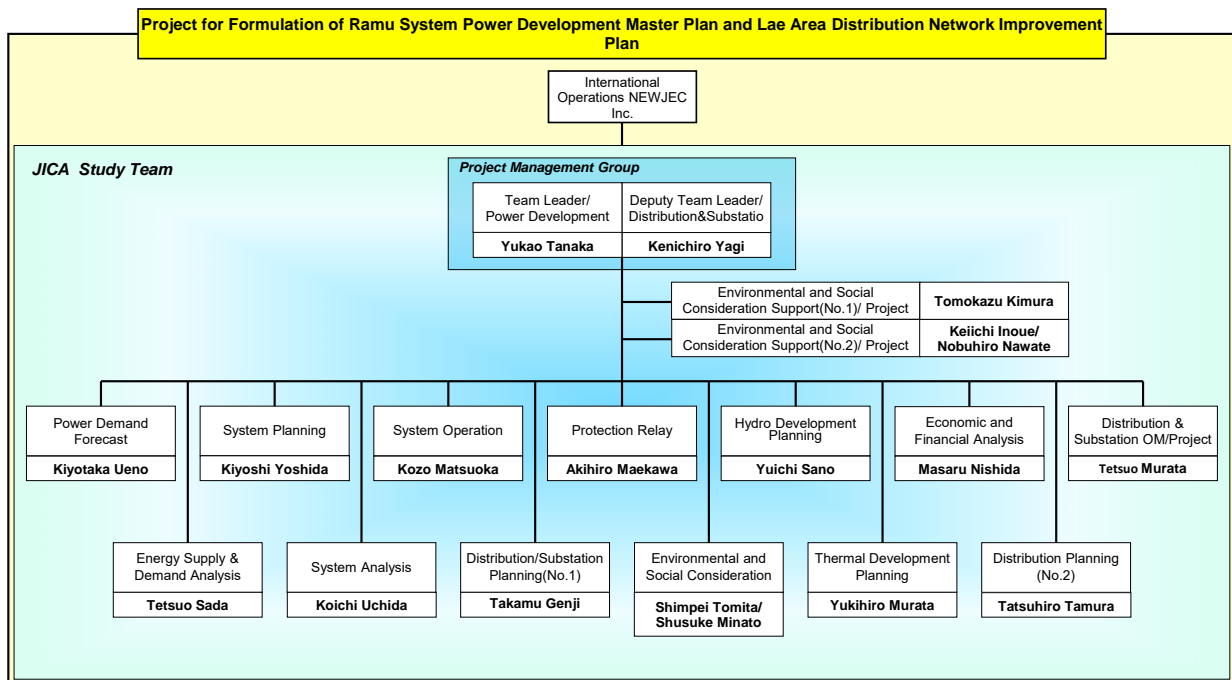 Project for Formulation of Ramu System Power Development Master Plan and Lae Area Distribution Network Improvement
Plan
International
Operations NEWJEC
Inc.
JICA Study Team
Project Management Group
Team Leader/
Power Development
Yukao Tanaka
Deputy Team Leader/
Distribution&Substatio
Kenichiro Yagi
Environmental and Social
Consideration Support(No.1)/ Project
Tomokazu Kimura
Environmental and Social
Consideration Support(No.2)/ Project
Keiichi Inoue/
Nobuhiro Nawate
Power Demand
Forecast
Kiyotaka Ueno
System Planning
Kiyoshi Yoshida
System Operation
Kozo Matsuoka
Protection Relay
Akihiro Maekawa
Hydro Development
Planning
Yuichi Sano
Economic and
Financial Analysis
Masaru Nishida
Distribution &
Substation OM/Project
Tetsuo Murata
Energy Supply &
Demand Analysis
Tetsuo Sada
System Analysis
Koichi Uchida
Distribution/Substation
Planning(No.1)
Takamu Genji
Environmental and
Social Consideration
Shimpei Tomita/
Shusuke Minato
Thermal Development
Planning
Yukihiro Murata
Distribution Planning
(No.2)
Tatsuhiro Tamura